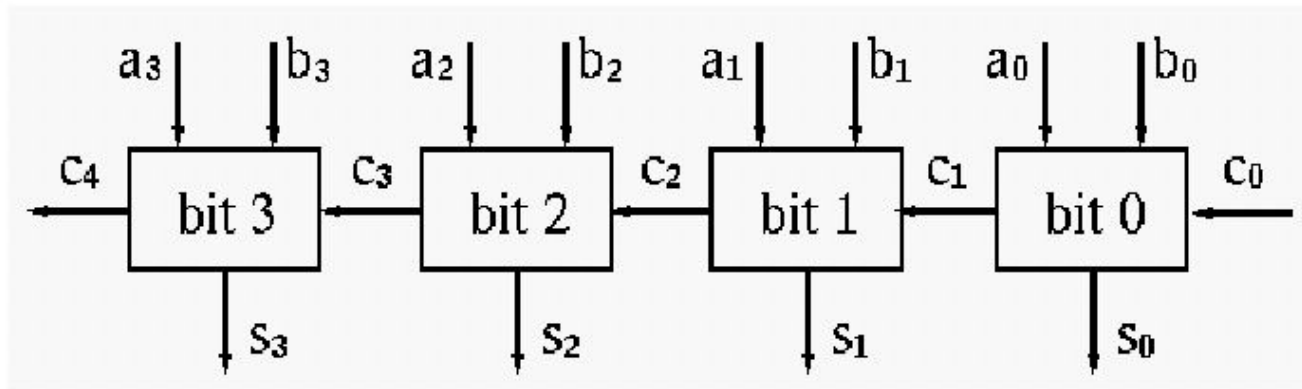 a₃ b₃ a₂ b₂ a₁ b₁ a₀ b₀
c₄ c₃ c₂ c₁ c₀
bit 3 bit 2 bit 1 bit 0
s₃ s₂ s₁ s₀